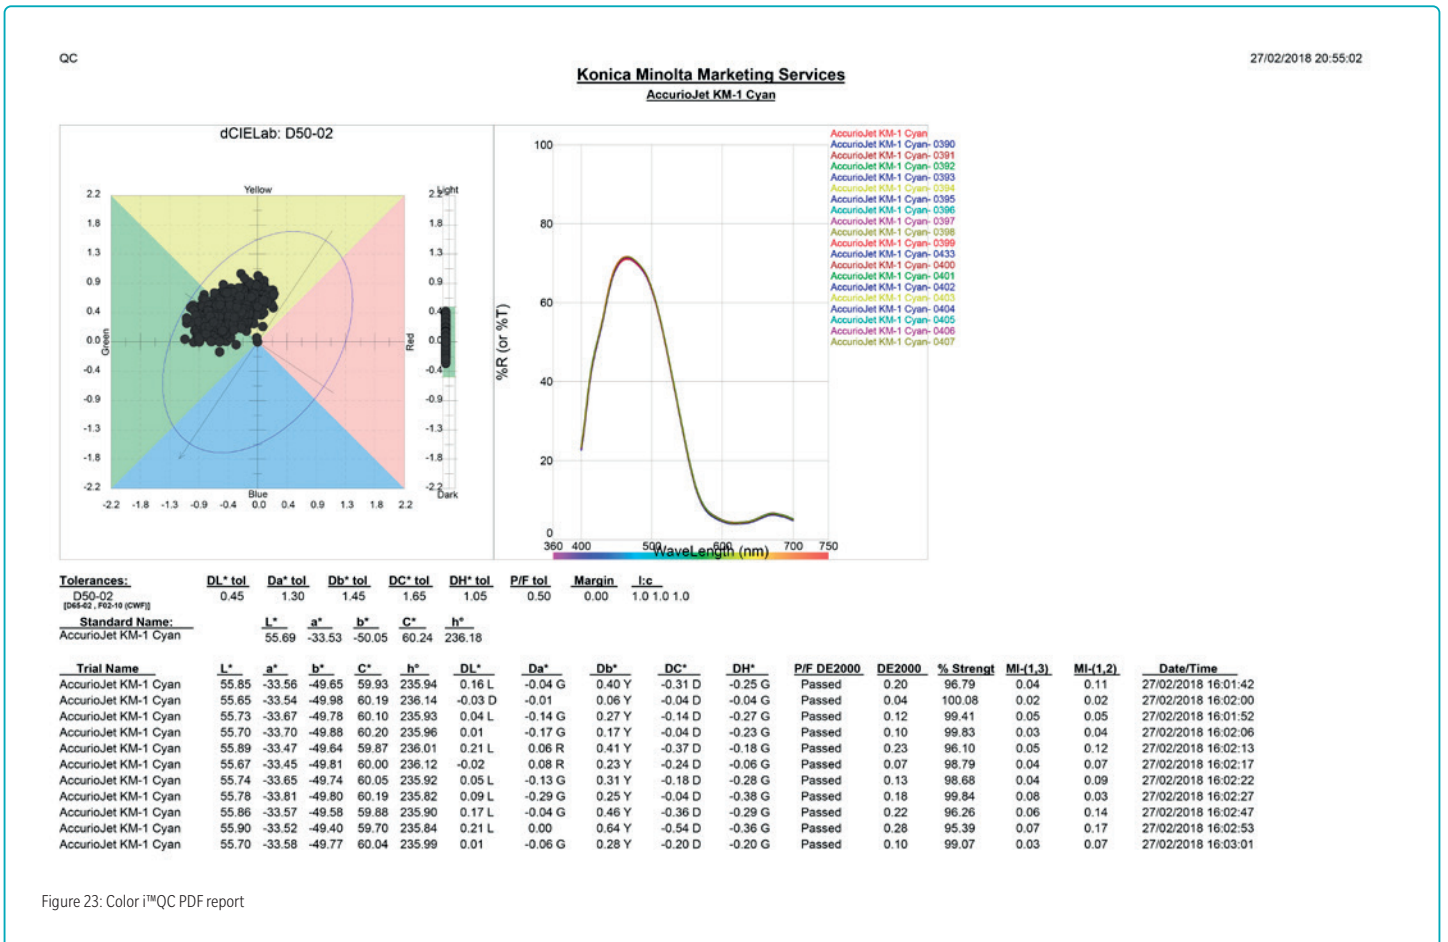 QC
27/02/2018 20:55:02
Konica Minolta Marketing Services
AccurioJet KM-1 Cyan
dCIELab: D50-02
Yellow
Light
2.2 2.2
1.8 1.8
1.3 1.3
0.9 0.9
0.4 0.4
0.0 0.0
-0.4 -0.4
-0.9 -0.9
-1.3 -1.3
-1.8 -1.8
-2.2 -2.2
Green
Red
Blue
Dark
-2.2 -1.8 -1.3 -0.9 -0.4 0.0 0.4 0.9 1.3 1.8 2.2
%R (or %T)
100
80
60
40
20
0
360 400 500 600 700 750
WaveLength (nm)
AccurioJet KM-1 Cyan
AccurioJet KM-1 Cyan- 0390
AccurioJet KM-1 Cyan- 0391
AccurioJet KM-1 Cyan- 0392
AccurioJet KM-1 Cyan- 0393
AccurioJet KM-1 Cyan- 0394
AccurioJet KM-1 Cyan- 0395
AccurioJet KM-1 Cyan- 0396
AccurioJet KM-1 Cyan- 0397
AccurioJet KM-1 Cyan- 0398
AccurioJet KM-1 Cyan- 0399
AccurioJet KM-1 Cyan- 0433
AccurioJet KM-1 Cyan- 0400
AccurioJet KM-1 Cyan- 0401
AccurioJet KM-1 Cyan- 0402
AccurioJet KM-1 Cyan- 0403
AccurioJet KM-1 Cyan- 0404
AccurioJet KM-1 Cyan- 0405
AccurioJet KM-1 Cyan- 0406
AccurioJet KM-1 Cyan- 0407
Tolerances: DL* tol Da* tol Db* tol DC* tol DH* tol P/F tol Margin l:c
D50-02 0.45 1.30 1.45 1.65 1.05 0.50 0.00 1.0 1.0 1.0
[D65-02 , F02-10 (CWF)]
Standard Name: L* a* b* C* h°
AccurioJet KM-1 Cyan 55.69 -33.53 -50.05 60.24 236.18
Trial Name L* a* b* C* h° DL* Da* Db* DC* DH* P/F DE2000 DE2000 % Strengt MI-(1,3) MI-(1,2) Date/Time
AccurioJet KM-1 Cyan 55.85 -33.56 -49.65 59.93 235.94 0.16 L -0.04 G 0.40 Y -0.31 D -0.25 G Passed 0.20 96.79 0.04 0.11 27/02/2018 16:01:42
AccurioJet KM-1 Cyan 55.65 -33.54 -49.98 60.19 236.14 -0.03 D -0.01 0.06 Y -0.04 D -0.04 G Passed 0.04 100.08 0.02 0.02 27/02/2018 16:02:00
AccurioJet KM-1 Cyan 55.73 -33.67 -49.78 60.10 235.93 0.04 L -0.14 G 0.27 Y -0.14 D -0.27 G Passed 0.12 99.41 0.05 0.05 27/02/2018 16:01:52
AccurioJet KM-1 Cyan 55.70 -33.70 -49.88 60.20 235.96 0.01 -0.17 G 0.17 Y -0.04 D -0.23 G Passed 0.10 99.83 0.03 0.04 27/02/2018 16:02:06
AccurioJet KM-1 Cyan 55.89 -33.47 -49.64 59.87 236.01 0.21 L 0.06 R 0.41 Y -0.37 D -0.18 G Passed 0.23 96.10 0.05 0.12 27/02/2018 16:02:13
AccurioJet KM-1 Cyan 55.67 -33.45 -49.81 60.00 236.12 -0.02 0.08 R 0.23 Y -0.24 D -0.06 G Passed 0.07 98.79 0.04 0.07 27/02/2018 16:02:17
AccurioJet KM-1 Cyan 55.74 -33.65 -49.74 60.05 235.92 0.05 L -0.13 G 0.31 Y -0.18 D -0.28 G Passed 0.13 98.68 0.04 0.09 27/02/2018 16:02:22
AccurioJet KM-1 Cyan 55.78 -33.81 -49.80 60.19 235.82 0.09 L -0.29 G 0.25 Y -0.04 D -0.38 G Passed 0.18 99.84 0.08 0.03 27/02/2018 16:02:27
AccurioJet KM-1 Cyan 55.86 -33.57 -49.58 59.88 235.90 0.17 L -0.04 G 0.46 Y -0.36 D -0.29 G Passed 0.22 96.26 0.06 0.14 27/02/2018 16:02:47
AccurioJet KM-1 Cyan 55.90 -33.52 -49.40 59.70 235.84 0.21 L 0.00 0.64 Y -0.54 D -0.36 G Passed 0.28 95.39 0.07 0.17 27/02/2018 16:02:53
AccurioJet KM-1 Cyan 55.70 -33.58 -49.77 60.04 235.99 0.01 -0.06 G 0.28 Y -0.20 D -0.20 G Passed 0.10 99.07 0.03 0.07 27/02/2018 16:03:01
Figure 23: Color i™QC PDF report